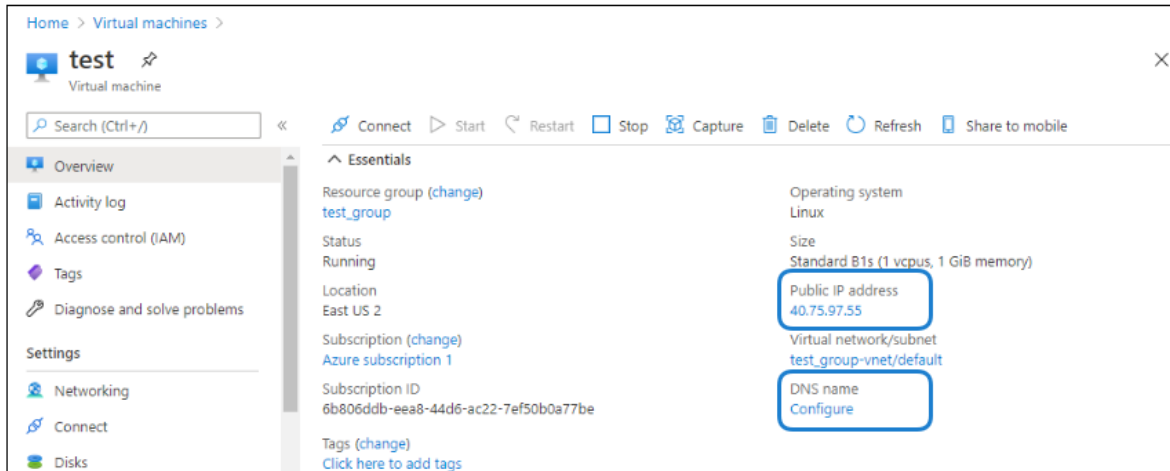 Home > Virtual machines >
test
Virtual machine
Search (Ctrl+/)
«
Connect Start Restart Stop Capture Delete Refresh Share to mobile
Overview
Activity log
Access control (IAM)
Tags
Diagnose and solve problems
Settings
Networking
Connect
Disks
Essentials
Resource group (change)
test_group
Status
Running
Location
East US 2
Subscription (change)
Azure subscription 1
Subscription ID
6b806ddb-eea8-44d6-ac22-7ef50b0a77be
Tags (change)
Click here to add tags
Operating system
Linux
Size
Standard B1s (1 vcpus, 1 GiB memory)
Public IP address
40.75.97.55
Virtual network/subnet
test_group-vnet/default
DNS name
Configure